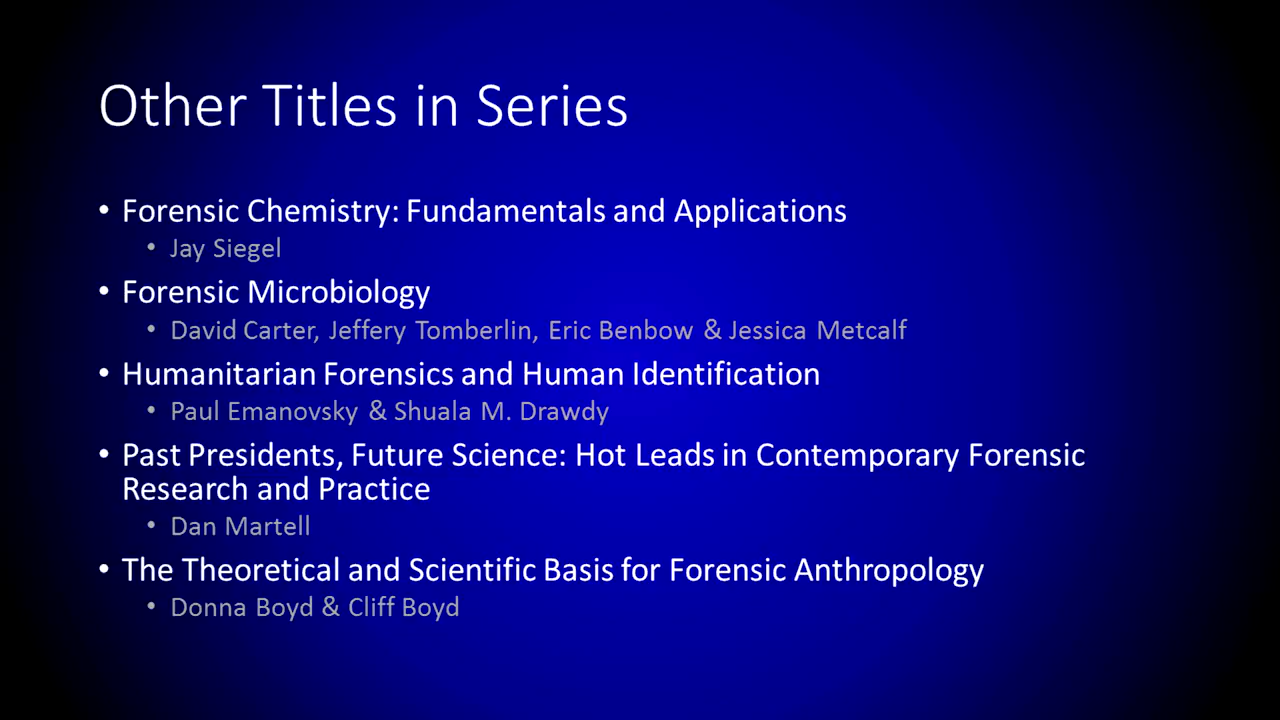 Other Titles in Series
• Forensic Chemistry: Fundamentals and Applications
• Jay Siegel
• Forensic Microbiology
• David Carter, Jeffery Tomberlin, Eric Benbow & Jessica Metcalf
• Humanitarian Forensics and Human Identification
• Paul Emanovsky & Shuala M. Drawdy
• Past Presidents, Future Science: Hot Leads in Contemporary Forensic
Research and Practice
• Dan Martell
• The Theoretical and Scientific Basis for Forensic Anthropology
• Donna Boyd & Cliff Boyd